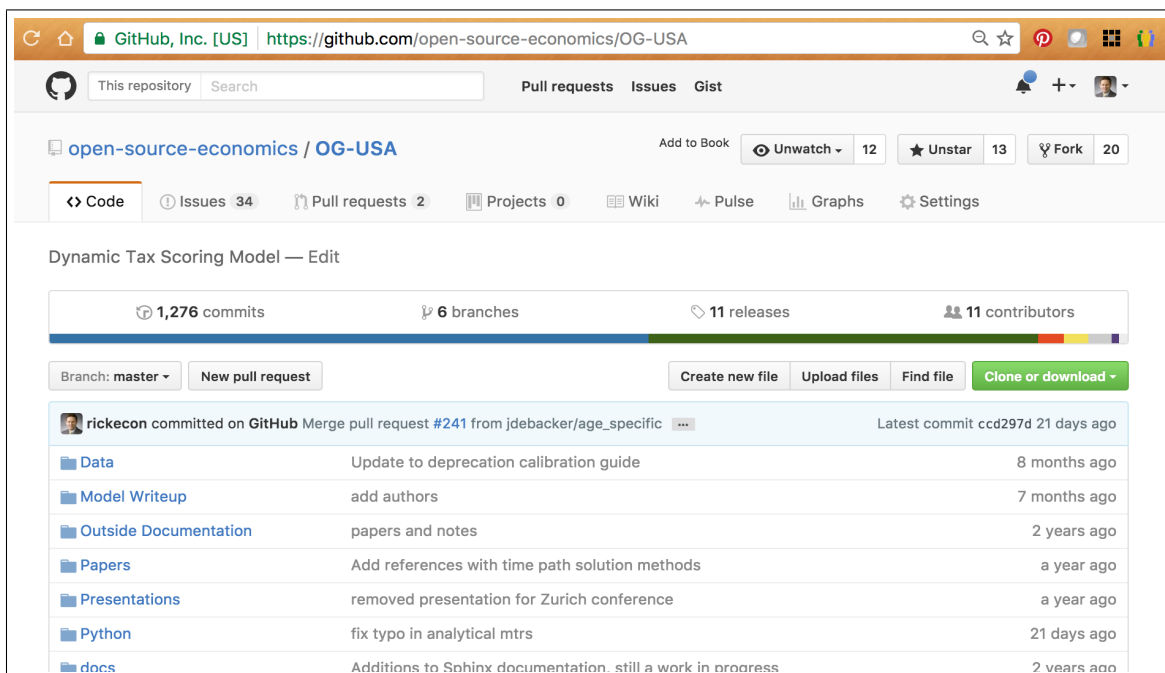 GitHub, Inc. [US] https://github.com/open-source-economics/OG-USA
This repository Search Pull requests Issues Gist
open-source-economics / OG-USA Add to Book Unwatch 12 Unstar 13 Fork 20
<> Code Issues 34 Pull requests 2 Projects 0 Wiki Pulse Graphs Settings
Dynamic Tax Scoring Model — Edit
1,276 commits 6 branches 11 releases 11 contributors
Branch: master New pull request Create new file Upload files Find file Clone or download
rickecon committed on GitHub Merge pull request #241 from jdebacker/age_specific ... Latest commit ccd297d 21 days ago
Data Update to deprecation calibration guide 8 months ago
Model Writeup add authors 7 months ago
Outside Documentation papers and notes 2 years ago
Papers Add references with time path solution methods a year ago
Presentations removed presentation for Zurich conference a year ago
Python fix typo in analytical mtrs 21 days ago
docs Additions to Sphinx documentation, still a work in progress 2 years ago